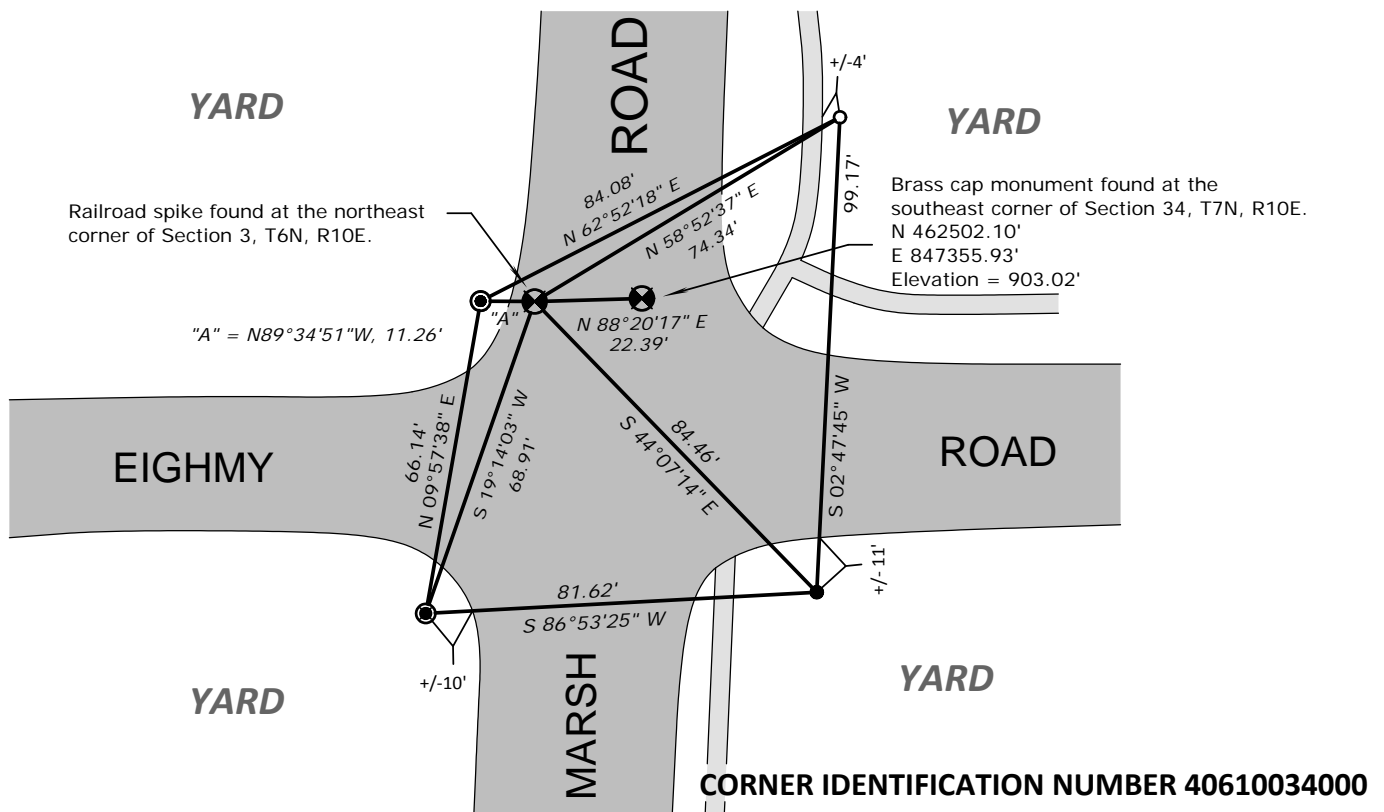 ROAD
+/-4'
YARD
YARD
84.08'
N 62°52'18" E
N 58°52'37" E
74.34'
99.17'
S 02°47'45" W
Brass cap monument found at the
southeast corner of Section 34, T7N, R10E.
N 462502.10'
E 847355.93'
Elevation = 903.02'
Railroad spike found at the northeast
corner of Section 3, T6N, R10E.
"A"
"A" = N89°34'51"W, 11.26'
N 88°20'17" E
22.39'
66.14'
N 09°57'38" E
S 19°14'03" W
68.91'
84.46'
S 44°07'14" E
EIGHMY
ROAD
+/-11'
81.62'
S 86°53'25" W
+/-10'
YARD
MARSH
YARD
CORNER IDENTIFICATION NUMBER 40610034000